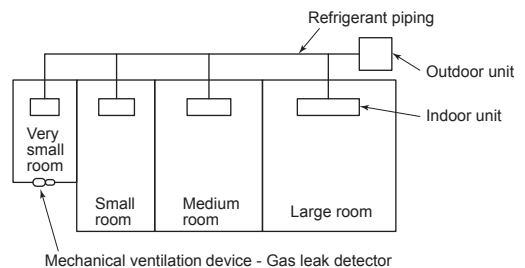 Refrigerant piping
Outdoor unit
Indoor unit
Very
small
room
Small
room
Medium
room
Large room
Mechanical ventilation device - Gas leak detector